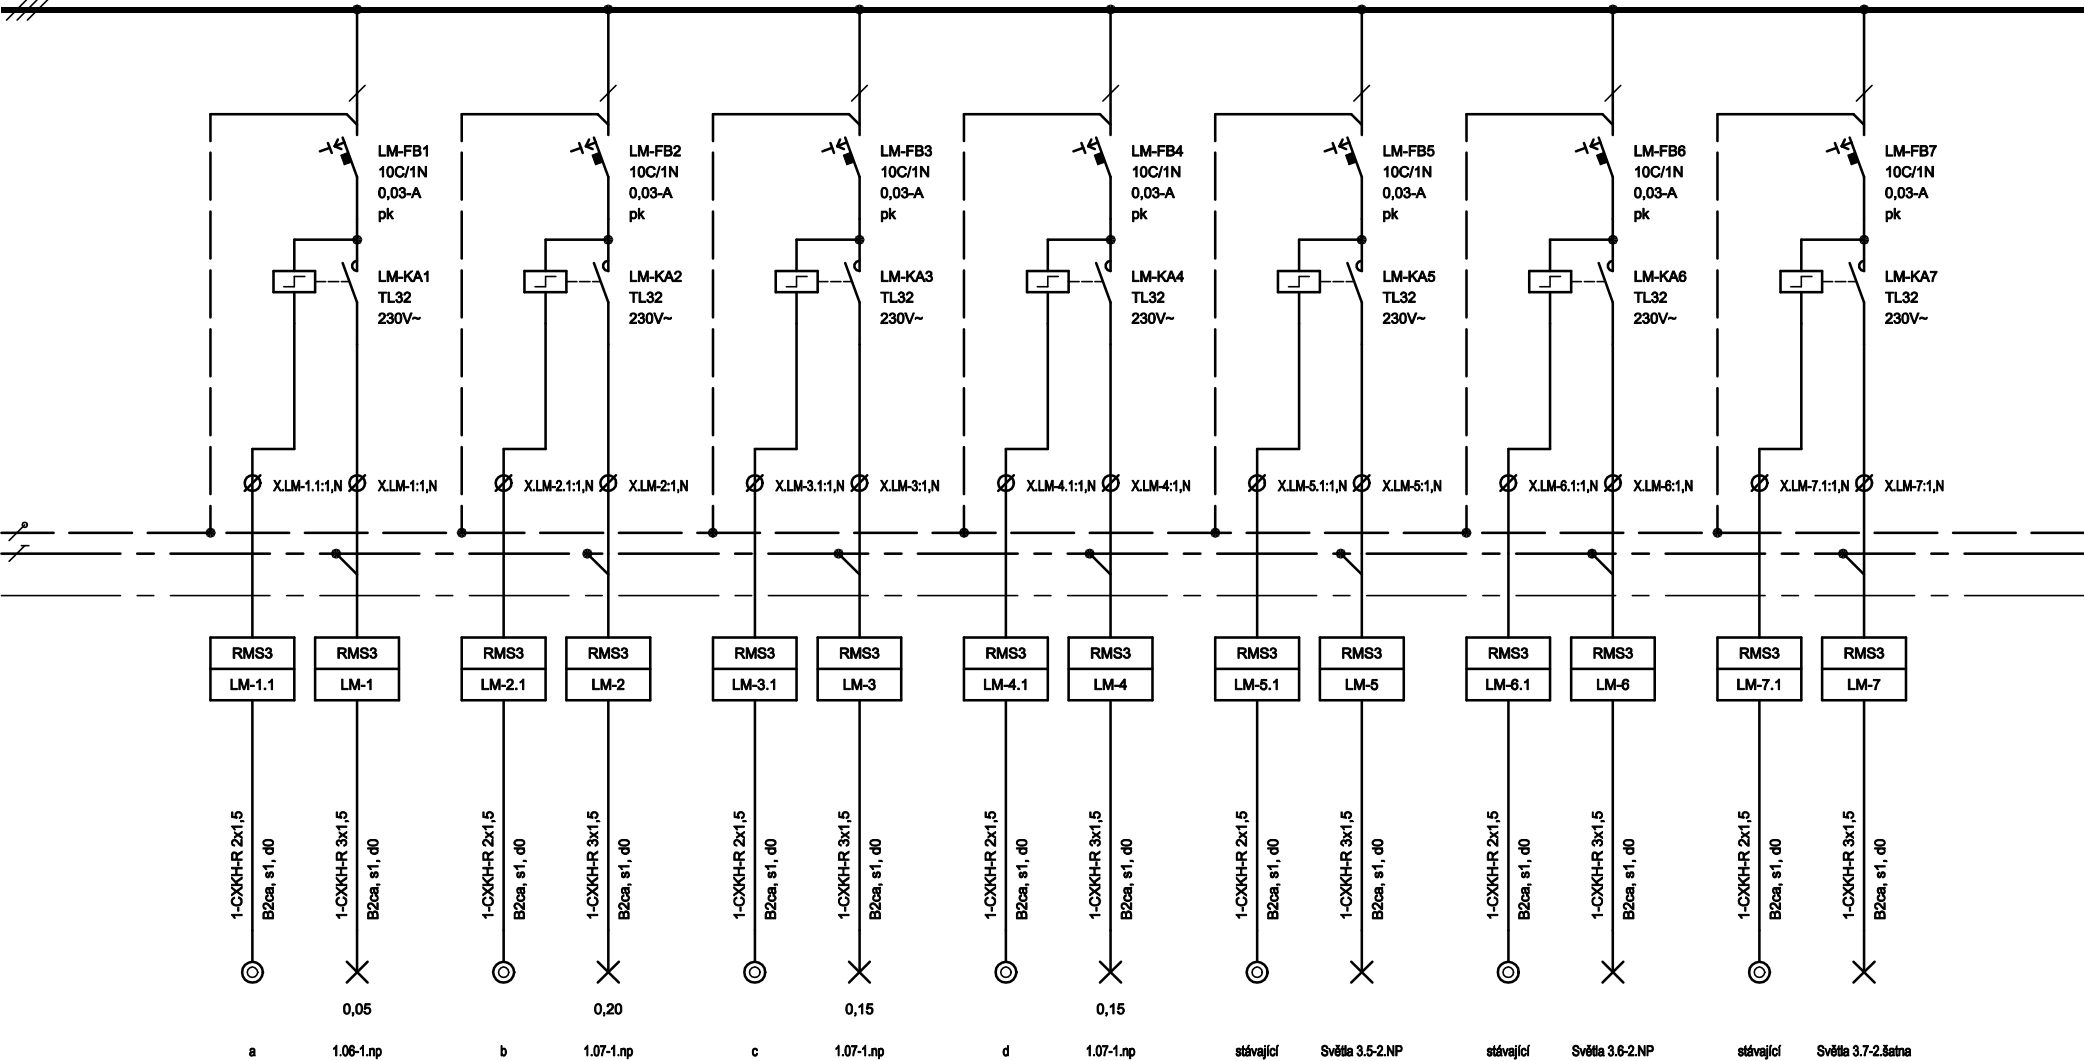 LM-FB1
10C/1N
0,03-A
pk
LM-FB2
10C/1N
0,03-A
pk
LM-FB3
10C/1N
0,03-A
pk
LM-FB4
10C/1N
0,03-A
pk
LM-FB5
10C/1N
0,03-A
pk
LM-FB6
10C/1N
0,03-A
pk
LM-FB7
10C/1N
0,03-A
pk
LM-KA1
TL32
230V~
LM-KA2
TL32
230V~
LM-KA3
TL32
230V~
LM-KA4
TL32
230V~
LM-KA5
TL32
230V~
LM-KA6
TL32
230V~
LM-KA7
TL32
230V~
X.LM-1.1:1,N
X.LM-1:1,N
X.LM-2.1:1,N
X.LM-2:1,N
X.LM-3.1:1,N
X.LM-3:1,N
X.LM-4.1:1,N
X.LM-4:1,N
X.LM-5.1:1,N
X.LM-5:1,N
X.LM-6.1:1,N
X.LM-6:1,N
X.LM-7.1:1,N
X.LM-7:1,N
RMS3
LM-1.1
RMS3
LM-1
RMS3
LM-2.1
RMS3
LM-2
RMS3
LM-3.1
RMS3
LM-3
RMS3
LM-4.1
RMS3
LM-4
RMS3
LM-5.1
RMS3
LM-5
RMS3
LM-6.1
RMS3
LM-6
RMS3
LM-7.1
RMS3
LM-7
1-CXKH-R 2x1,5
B2ca, s1, d0
1-CXKH-R 3x1,5
B2ca, s1, d0
1-CXKH-R 2x1,5
B2ca, s1, d0
1-CXKH-R 3x1,5
B2ca, s1, d0
1-CXKH-R 2x1,5
B2ca, s1, d0
1-CXKH-R 3x1,5
B2ca, s1, d0
1-CXKH-R 2x1,5
B2ca, s1, d0
1-CXKH-R 3x1,5
B2ca, s1, d0
1-CXKH-R 2x1,5
B2ca, s1, d0
1-CXKH-R 3x1,5
B2ca, s1, d0
1-CXKH-R 2x1,5
B2ca, s1, d0
1-CXKH-R 3x1,5
B2ca, s1, d0
1-CXKH-R 2x1,5
B2ca, s1, d0
1-CXKH-R 3x1,5
B2ca, s1, d0
0,05
0,20
0,15
0,15
a
1.06-1.np
b
1.07-1.np
c
1.07-1.np
d
1.07-1.np
stávající
Světla 3.5-2.NP
stávající
Světla 3.6-2.NP
stávající
Světla 3.7-2.šatna